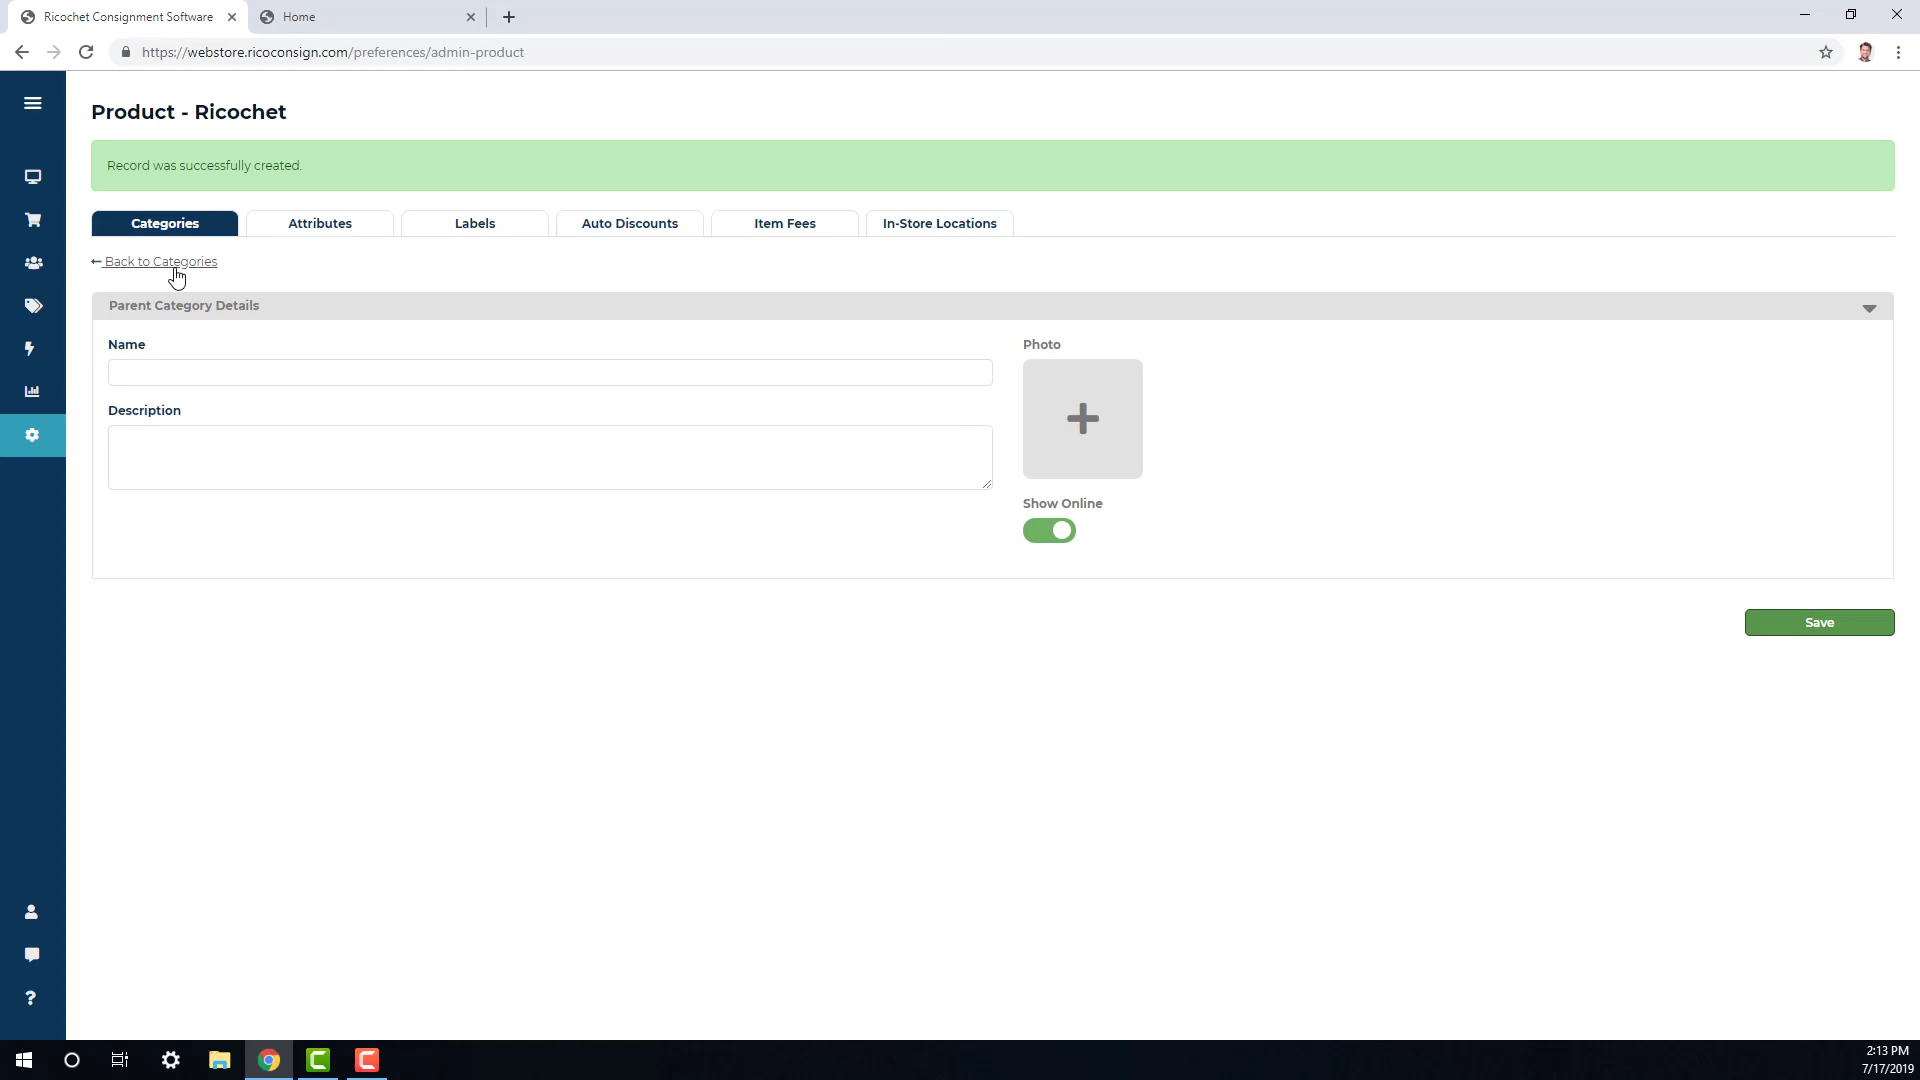 Ricochet Consignment Software
Home
https://webstore.ricoconsign.com/preferences/admin-product
Product - Ricochet
Record was successfully created.
Categories
Attributes
Labels
Auto Discounts
Item Fees
In-Store Locations
Back to Categories
Parent Category Details
Name
Photo
Description
Show Online
Save
2:13 PM
7/17/2019